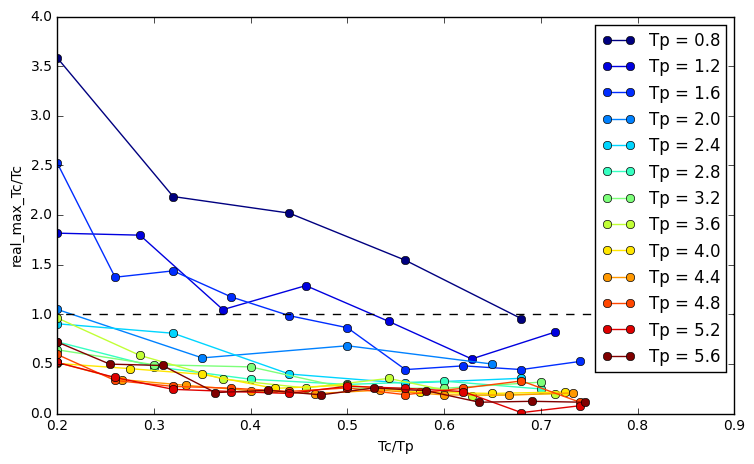 4.0
3.5
3.0
2.5
2.0
1.5
1.0
0.5
0.0
real_max_Tc/Tc
0.2 0.3 0.4 0.5 0.6 0.7 0.8 0.9
Tc/Tp
Tp = 0.8
Tp = 1.2
Tp = 1.6
Tp = 2.0
Tp = 2.4
Tp = 2.8
Tp = 3.2
Tp = 3.6
Tp = 4.0
Tp = 4.4
Tp = 4.8
Tp = 5.2
Tp = 5.6